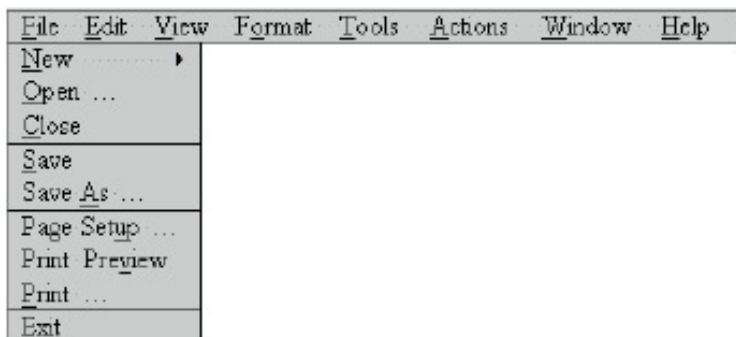 File Edit View Format Tools Actions Window Help
New
Open ...
Close
Save
Save As ...
Page Setup ...
Print Preview
Print ...
Exit